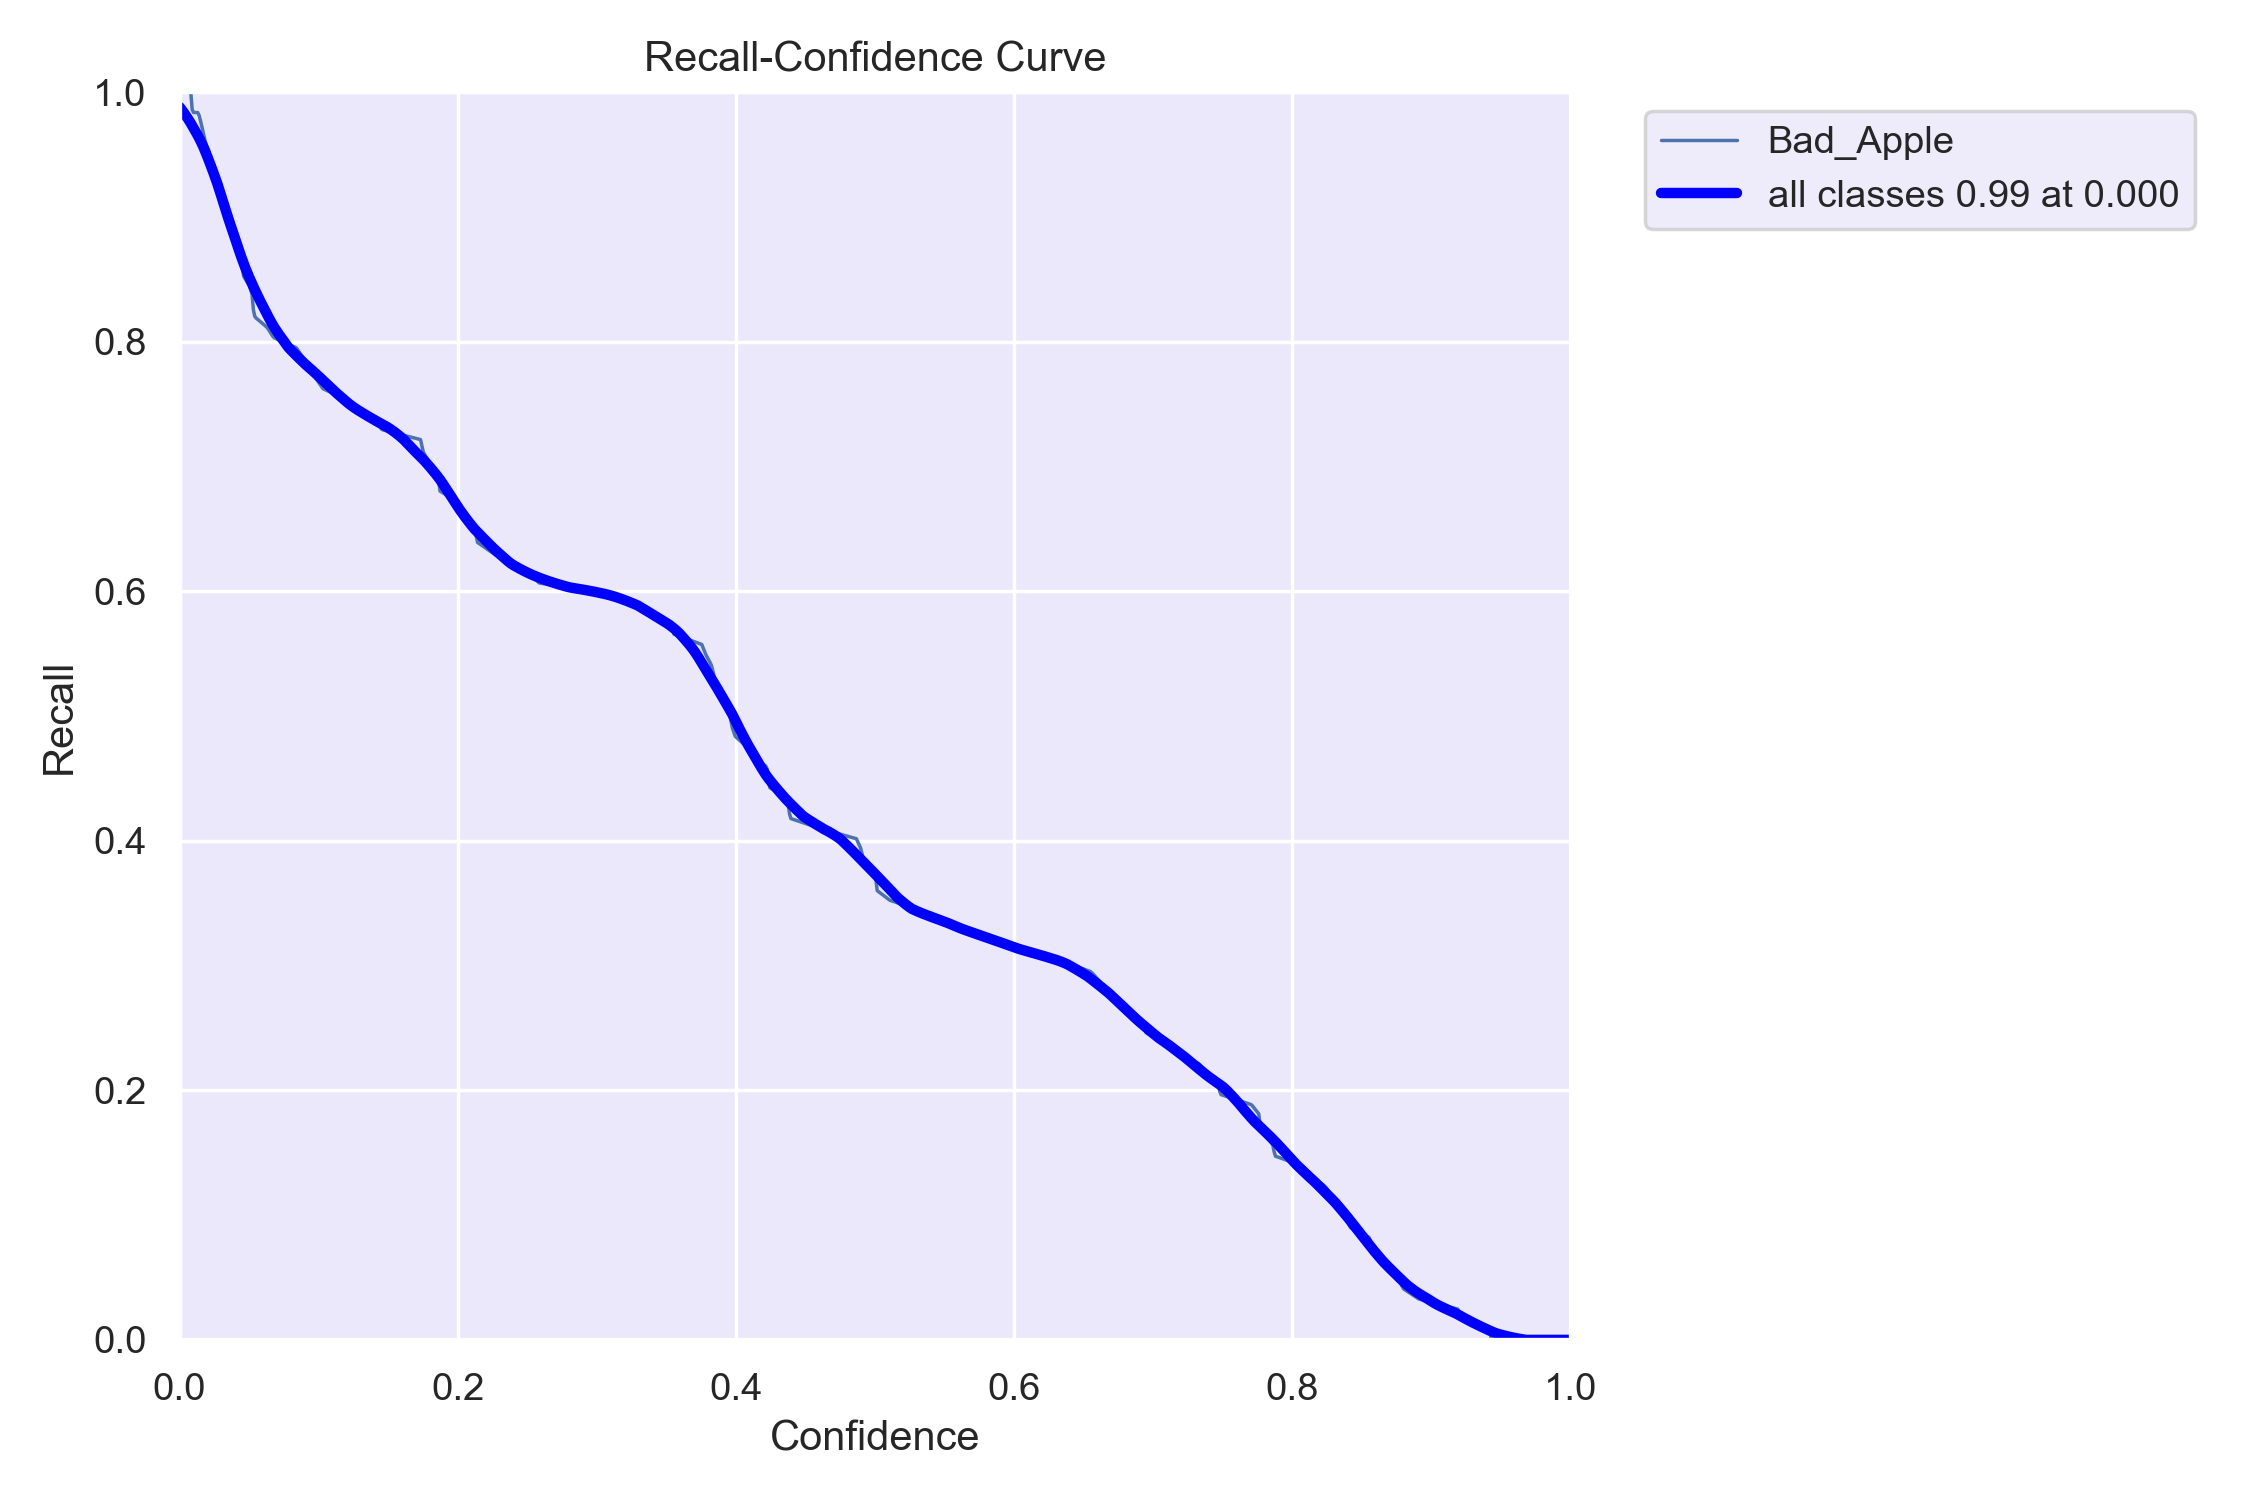 Recall-Confidence Curve
1.0
0.8
0.6
0.4
0.2
0.0
Recall
0.0 0.2 0.4 0.6 0.8 1.0
Confidence
Bad_Apple
all classes 0.99 at 0.000